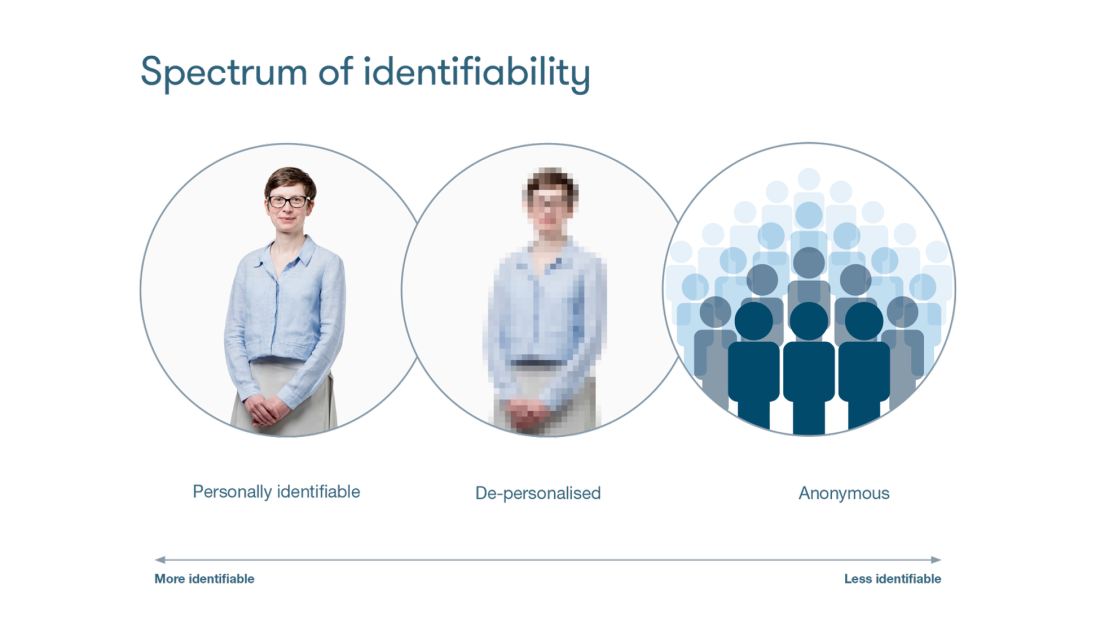 Spectrum of identifiability
Personally identifiable
De-personalised
Anonymous
More identifiable
Less identifiable